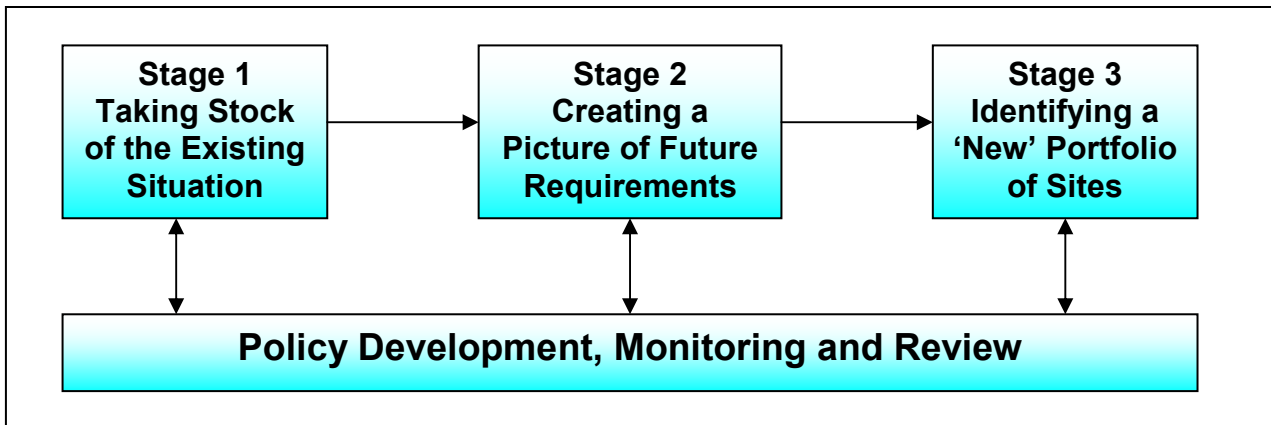 Stage 1
Taking Stock
of the Existing
Situation
Stage 2
Creating a
Picture of Future
Requirements
Stage 3
Identifying a
‘New’ Portfolio
of Sites
Policy Development, Monitoring and Review